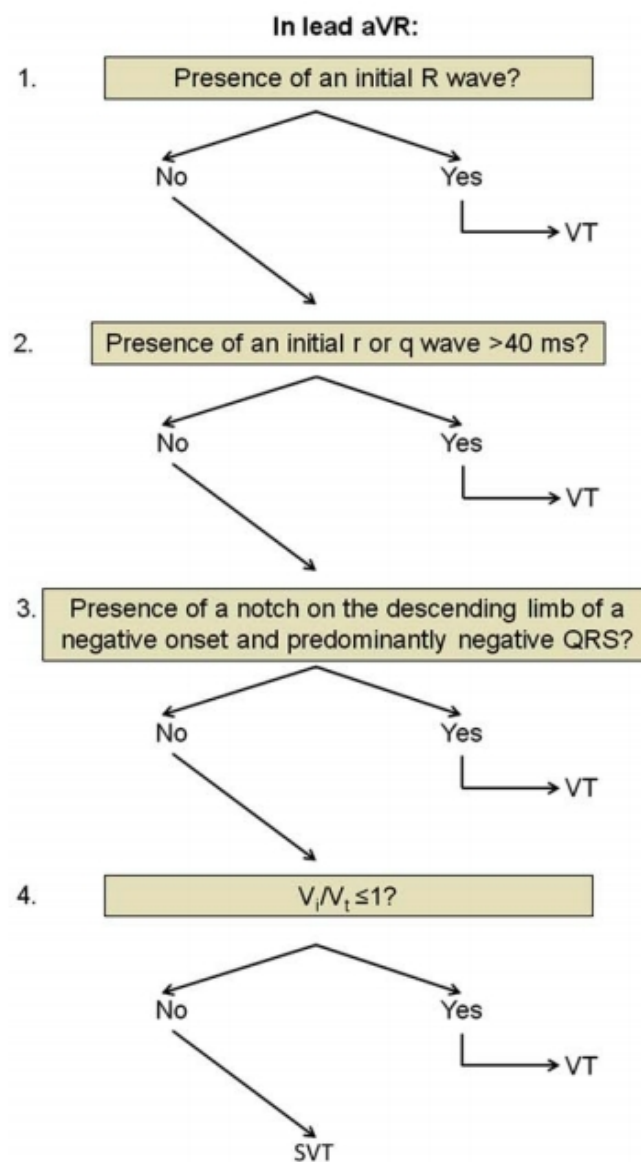 In lead aVR:
1. Presence of an initial R wave?
No Yes
VT
2. Presence of an initial r or q wave >40 ms?
No Yes
VT
3. Presence of a notch on the descending limb of a
negative onset and predominantly negative QRS?
No Yes
VT
4. Vi/Vt ≤1?
No Yes
VT
SVT